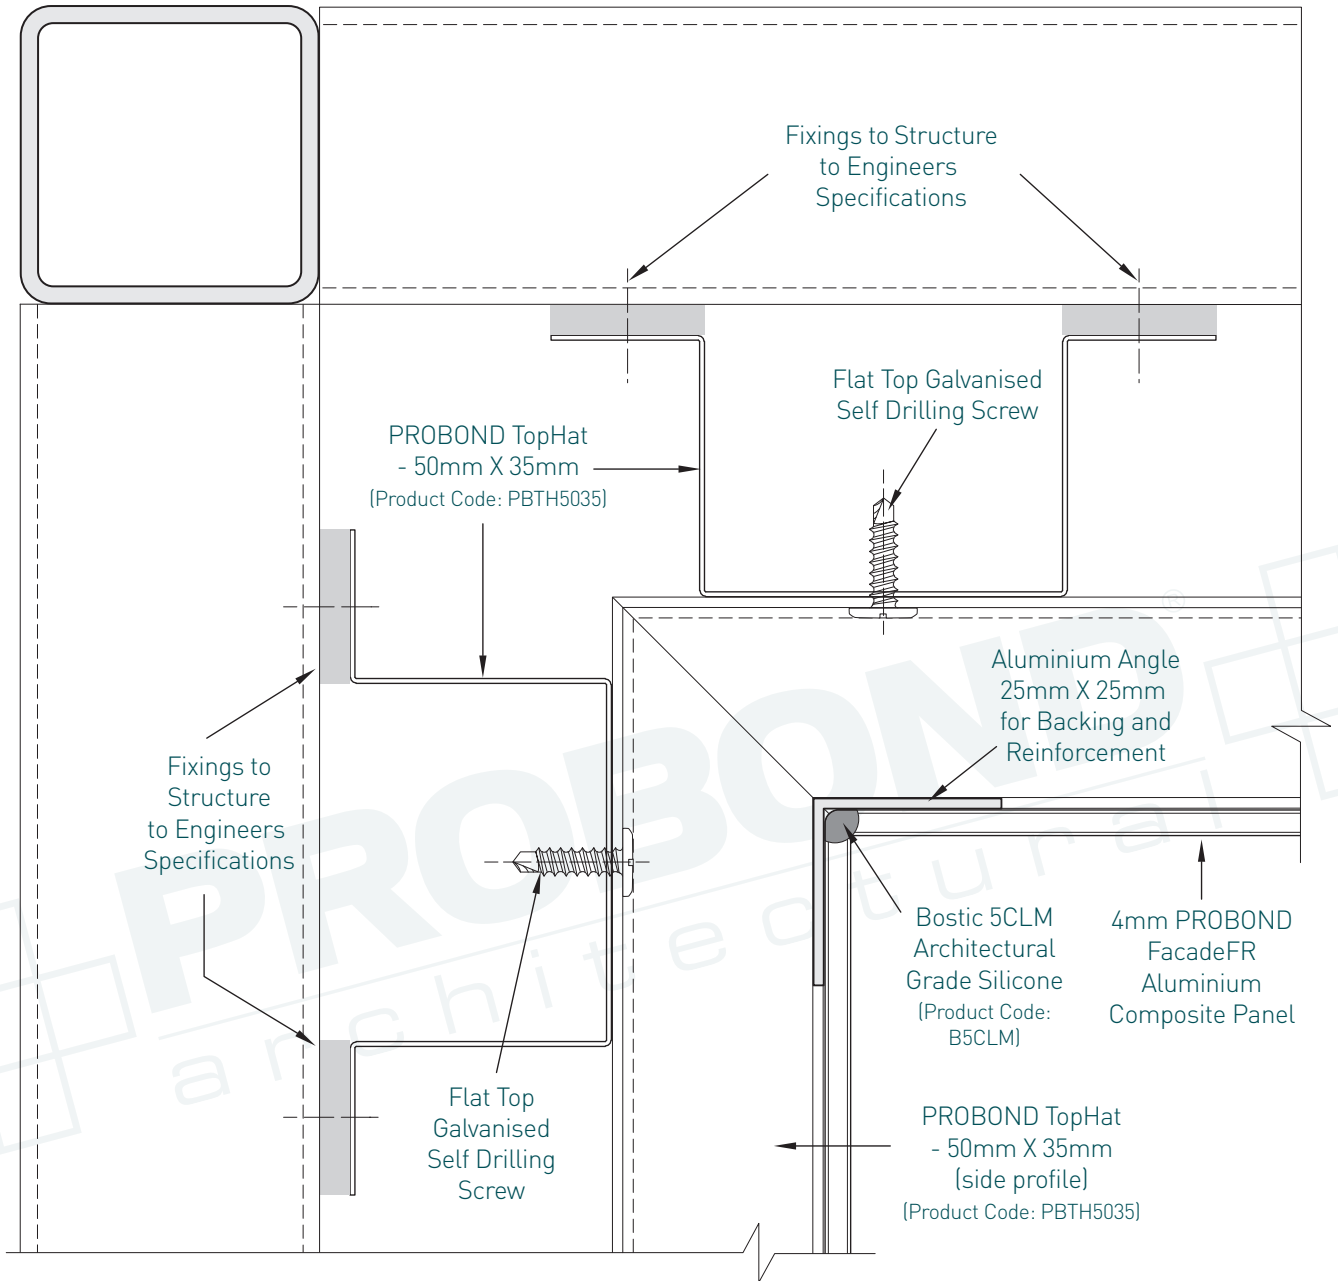 Fixings to Structure
to Engineers
Specifications
Flat Top Galvanised
Self Drilling Screw
PROBOND TopHat
- 50mm X 35mm
(Product Code: PBTH5035)
Aluminium Angle
25mm X 25mm
for Backing and
Reinforcement
Fixings to
Structure
to Engineers
Specifications
Bostic 5CLM
Architectural
Grade Silicone
(Product Code:
B5CLM)
4mm PROBOND
FacadeFR
Aluminium
Composite Panel
Flat Top
Galvanised
Self Drilling
Screw
PROBOND TopHat
- 50mm X 35mm
(side profile)
(Product Code: PBTH5035)
PROBOND®
architectural